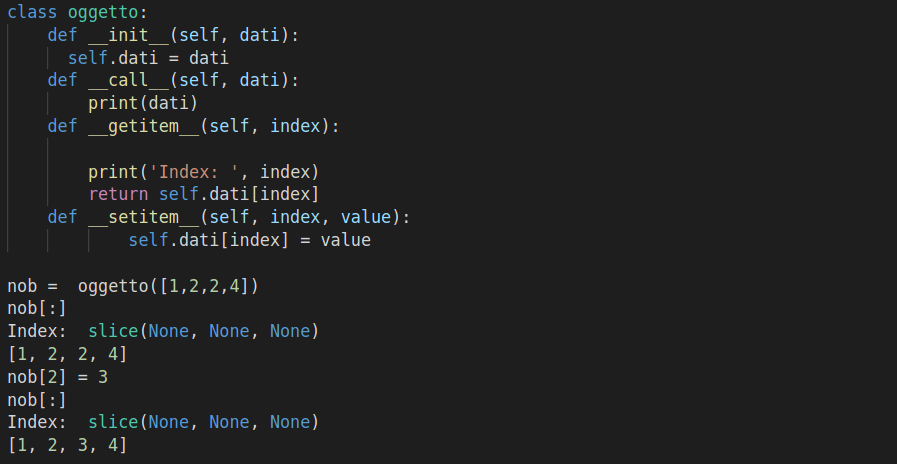 class oggetto:
    def __init__(self, dati):
      self.dati = dati
    def __call__(self, dati):
        print(dati)
    def __getitem__(self, index):

        print('Index: ', index)
        return self.dati[index]
    def __setitem__(self, index, value):
            self.dati[index] = value

nob =  oggetto([1,2,2,4])
nob[:]
Index:  slice(None, None, None)
[1, 2, 2, 4]
nob[2] = 3
nob[:]
Index:  slice(None, None, None)
[1, 2, 3, 4]